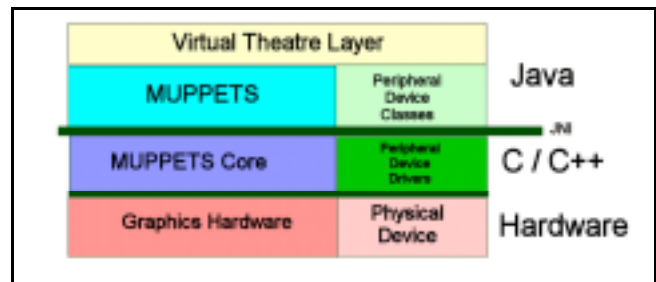 Virtual Theatre Layer
MUPPETS
Peripheral
Device
Classes
Java
JNI
MUPPETS Core
Peripheral
Device
Drivers
C / C++
Graphics Hardware
Physical
Device
Hardware